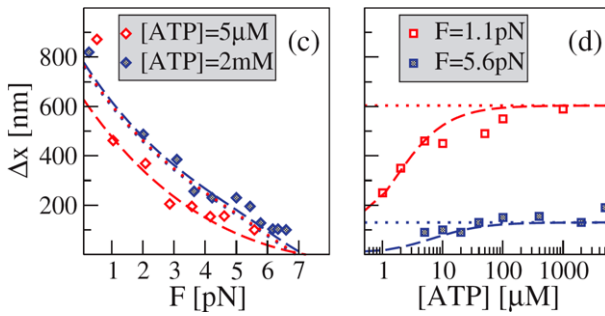 [ATP]=5μM
[ATP]=2mM
(c)
800
600
400
200
Δx [nm]
1 2 3 4 5 6 7
F [pN]
F=1.1pN
F=5.6pN
(d)
1 10 100 1000
[ATP] [μM]